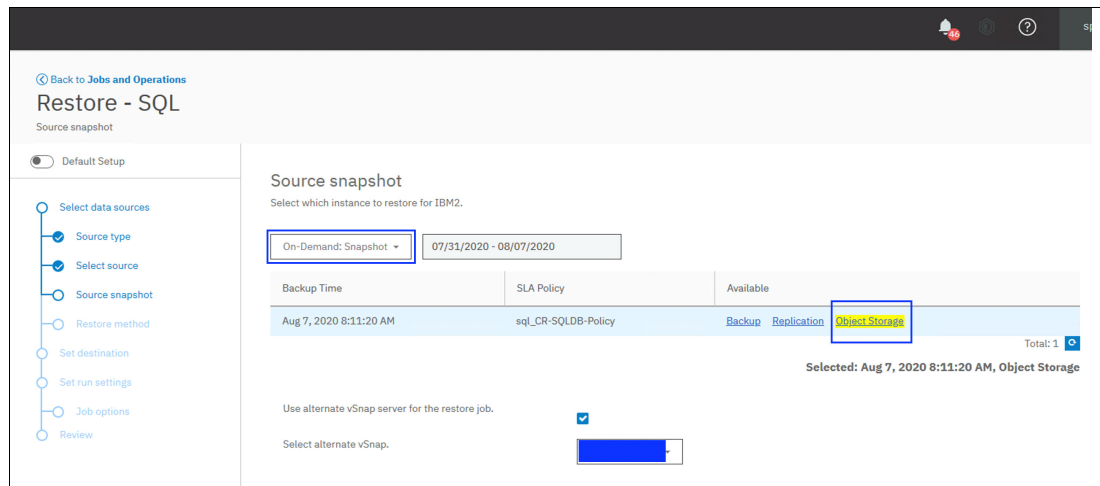 46
sp
Back to Jobs and Operations
Restore - SQL
Source snapshot
Default Setup
Select data sources
Source type
Select source
Source snapshot
Restore method
Set destination
Set run settings
Job options
Review
Source snapshot
Select which instance to restore for IBM2.
On-Demand: Snapshot 07/31/2020 - 08/07/2020
Backup Time SLA Policy Available
Aug 7, 2020 8:11:20 AM sql_CR-SQLDB-Policy Backup Replication Object Storage
Total: 1
Selected: Aug 7, 2020 8:11:20 AM, Object Storage
Use alternate vSnap server for the restore job.
Select alternate vSnap.